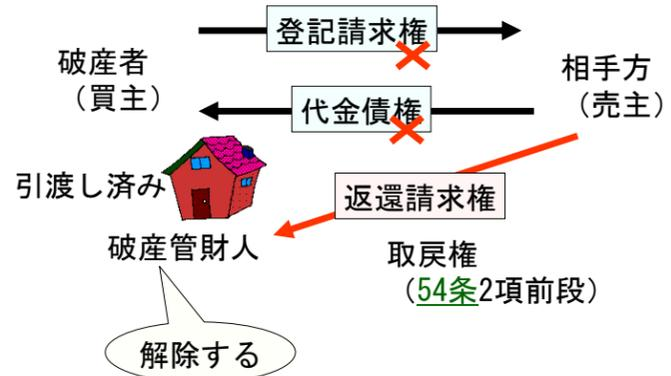 登記請求権
破産者
（買主）
相手方
（売主）
代金債権
引渡し済み
返還請求権
破産管財人
取戻権
（54条2項前段）
解除する